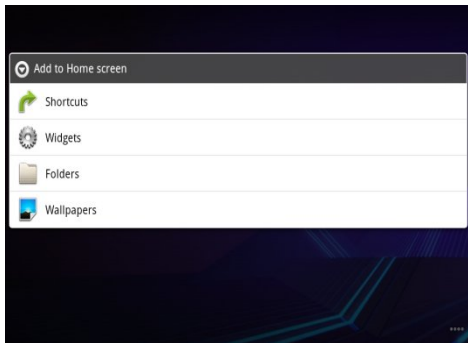 Add to Home screen
Shortcuts
Widgets
Folders
Wallpapers